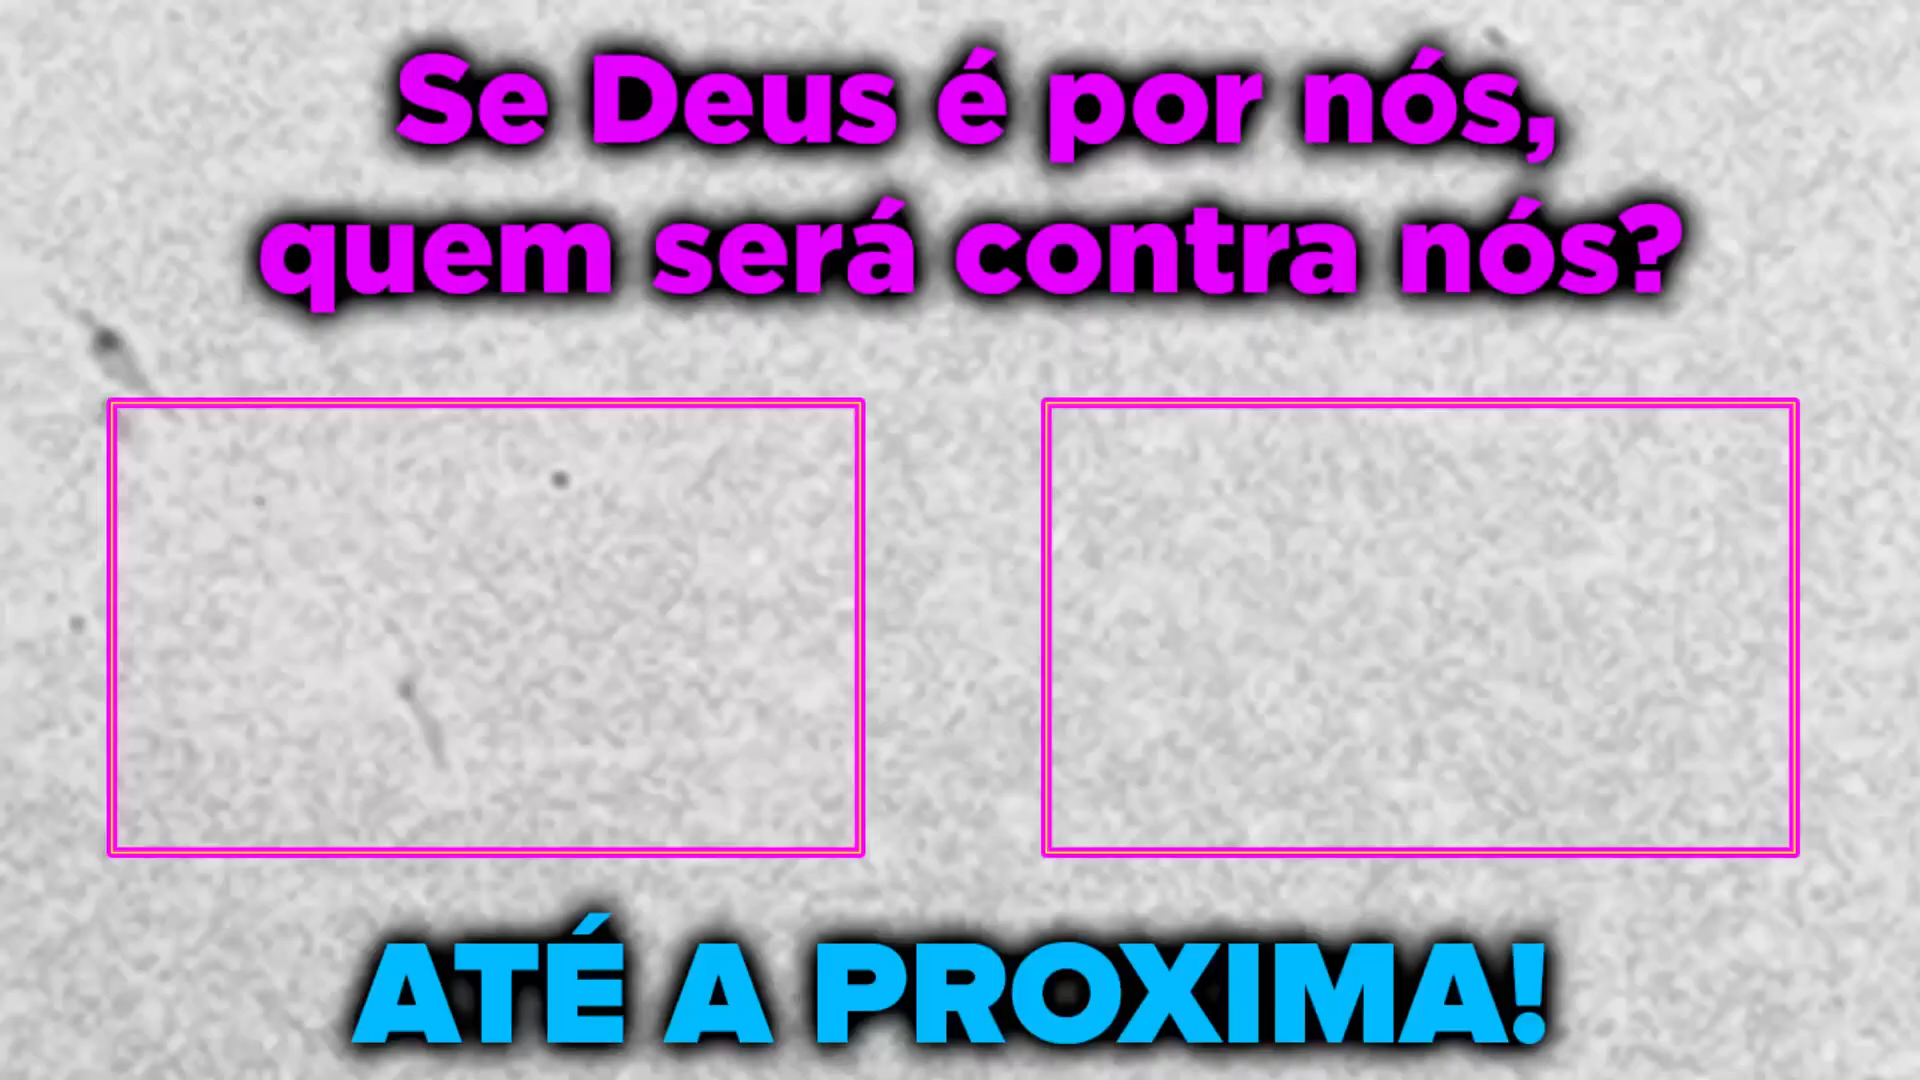 Se Deus é por nós,
quem será contra nós?
ATÉ A PROXIMA!